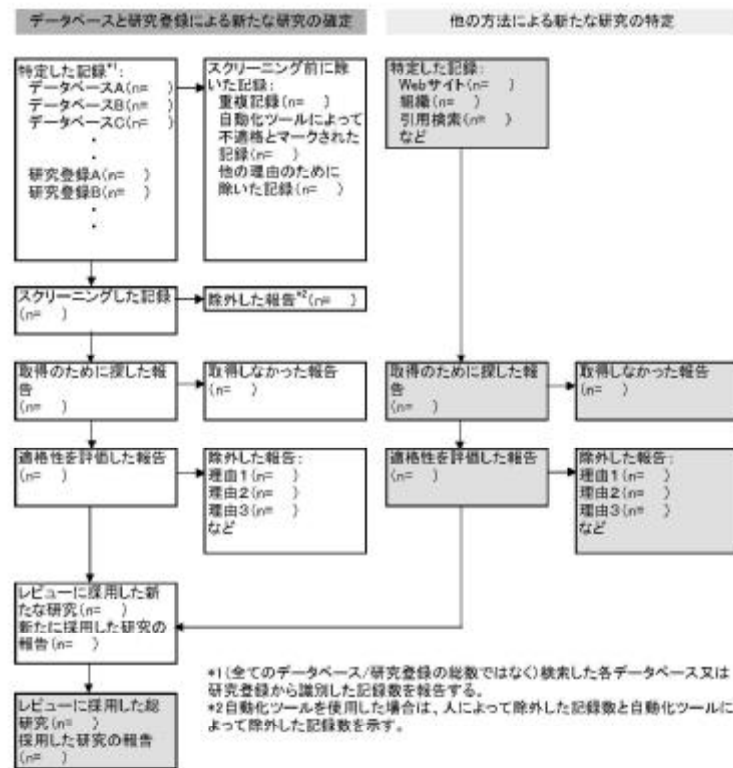 データベースと研究登録による新たな研究の確定
他の方法による新たな研究の特定
特定した記録*1:
データベースA(n=　)
データベースB(n=　)
データベースC(n=　)
・
・
研究登録A(n=　)
研究登録B(n=　)
・
・
スクリーニング前に除
いた記録:
重複記録(n=　)
自動化ツールによって
不適格とマークされた
記録(n=　)
他の理由のために
除いた記録(n=　)
特定した記録:
Webサイト(n=　)
組織(n=　)
引用検索(n=　)
など
スクリーニングした記録
(n=　)
除外した報告*2(n=　)
取得のために探した報
告
(n=　)
取得しなかった報告
(n=　)
取得のために探した報
告
(n=　)
取得しなかった報告
(n=　)
適格性を評価した報告
(n=　)
除外した報告:
理由1(n=　)
理由2(n=　)
理由3(n=　)
など
適格性を評価した報告
(n=　)
除外した報告:
理由1(n=　)
理由2(n=　)
理由3(n=　)
など
レビューに採用した新
たな研究(n=　)
新たに採用した研究の
報告(n=　)
レビューに採用した総
研究(n=　)
採用した研究の報告
(n=　)
*1(全てのデータベース/研究登録の総数ではなく)検索した各データベース又は
研究登録から識別した記録数を報告する。
*2自動化ツールを使用した場合は、人によって除外した記録数と自動化ツールに
よって除外した記録数を示す。